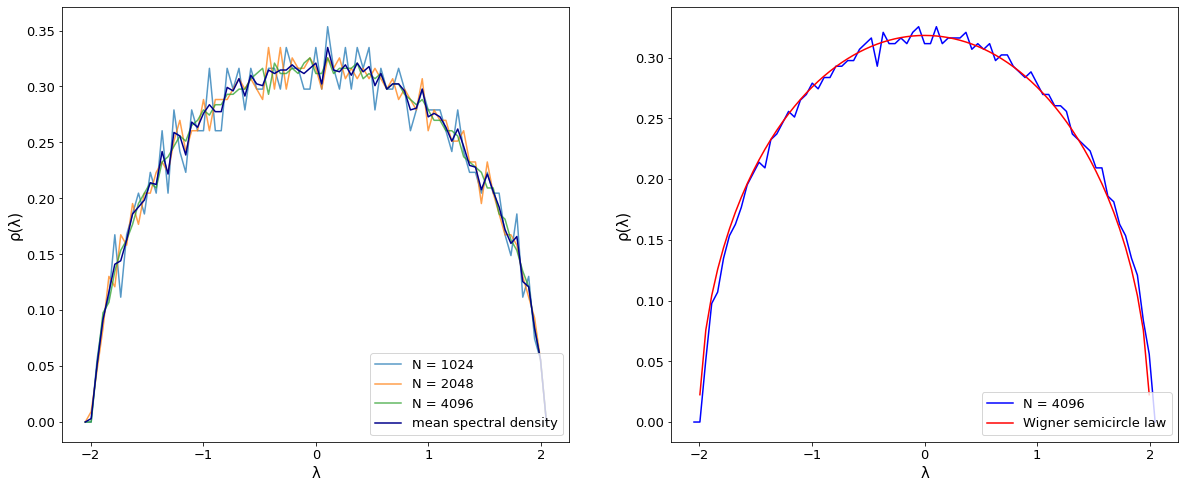 ρ(λ)
0.35
0.30
0.25
0.20
0.15
0.10
0.05
0.00
−2
−1
0
1
2
λ
N = 1024
N = 2048
N = 4096
mean spectral density
ρ(λ)
0.30
0.25
0.20
0.15
0.10
0.05
0.00
−2
−1
0
1
2
λ
N = 4096
Wigner semicircle law